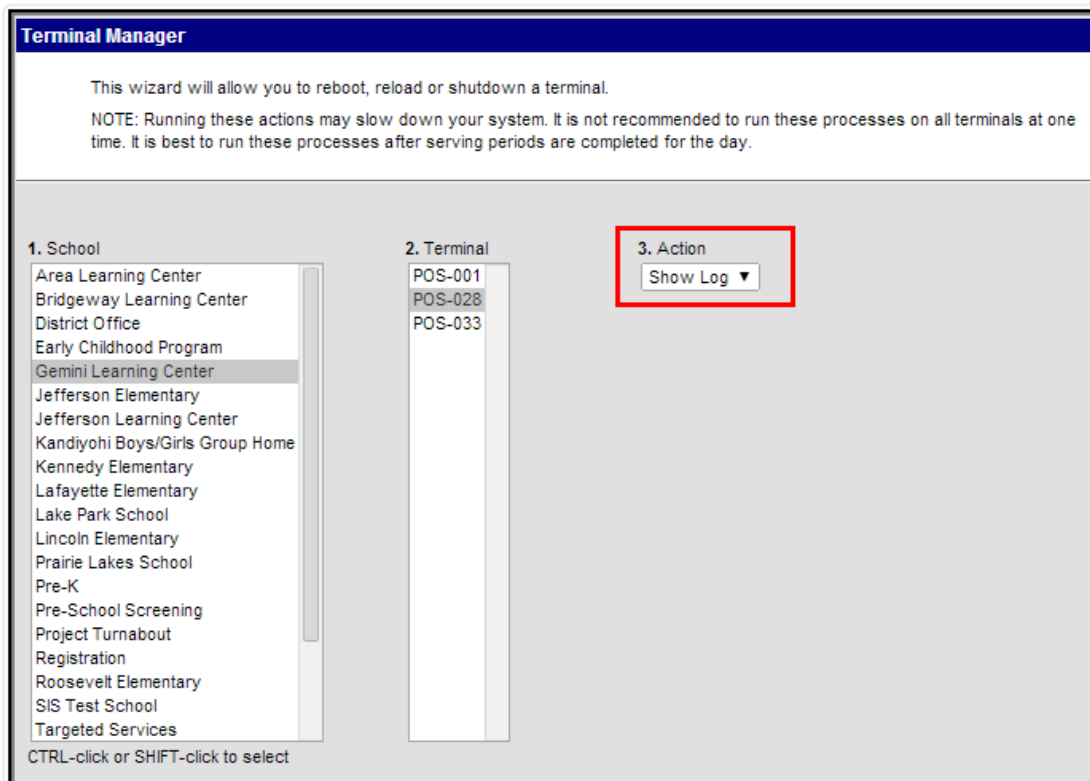 Terminal Manager
This wizard will allow you to reboot, reload or shutdown a terminal.
NOTE: Running these actions may slow down your system. It is not recommended to run these processes on all terminals at one
time. It is best to run these processes after serving periods are completed for the day.
1. School
Area Learning Center
Bridgeway Learning Center
District Office
Early Childhood Program
Gemini Learning Center
Jefferson Elementary
Jefferson Learning Center
Kandiyohi Boys/Girls Group Home
Kennedy Elementary
Lafayette Elementary
Lake Park School
Lincoln Elementary
Prairie Lakes School
Pre-K
Pre-School Screening
Project Turnabout
Registration
Roosevelt Elementary
SIS Test School
Targeted Services
CTRL-click or SHIFT-click to select
2. Terminal
POS-001
POS-028
POS-033
3. Action
Show Log ▼